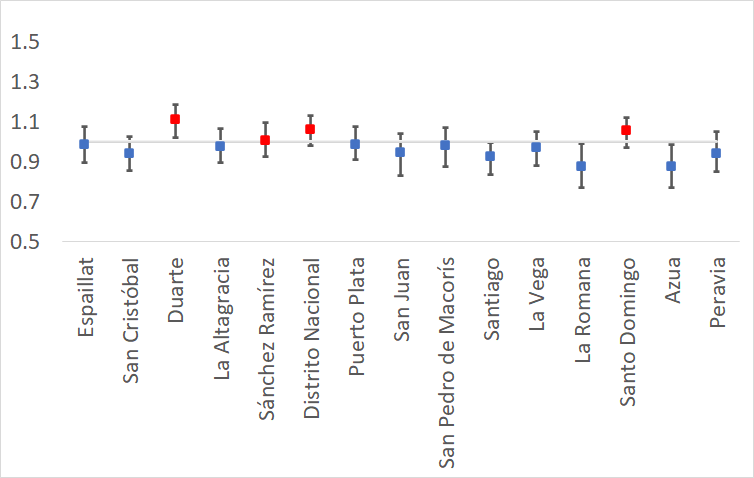 1.5
1.3
1.1
0.9
0.7
0.5
Espaillat
San Cristóbal
Duarte
La Altagracia
Sánchez Ramírez
Distrito Nacional
Puerto Plata
San Juan
San Pedro de Macorís
Santiago
La Vega
La Romana
Santo Domingo
Azua
Peravia